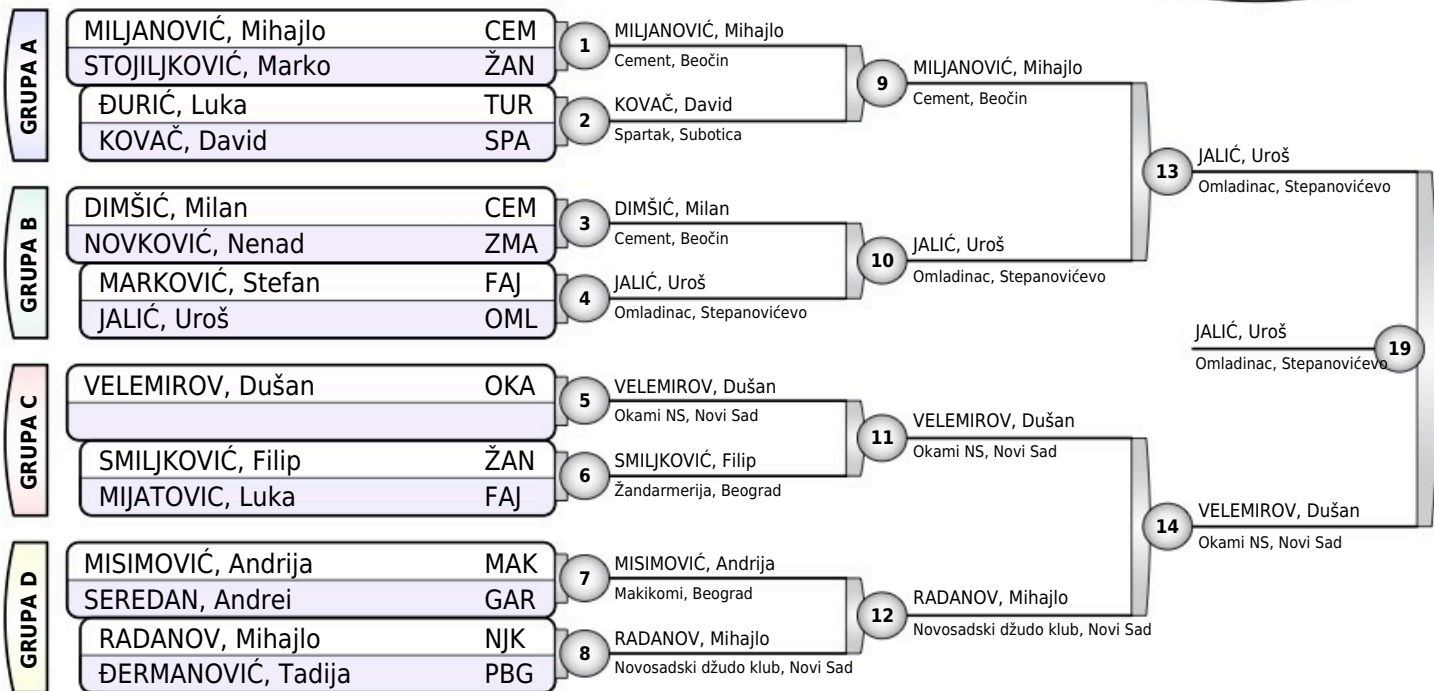 GRUPA A
MILJANOVIĆ, Mihajlo CEM
STOJILJKOVIĆ, Marko ŽAN
ĐURIĆ, Luka TUR
KOVAČ, David SPA
GRUPA B
DIMŠIĆ, Milan CEM
NOVKOVIĆ, Nenad ZMA
MARKOVIĆ, Stefan FAJ
JALIĆ, Uroš OML
GRUPA C
VELEMIROV, Dušan OKA
SMILJKOVIĆ, Filip ŽAN
MIJATOVIC, Luka FAJ
GRUPA D
MISIMOVIĆ, Andrija MAK
SEREDAN, Andrei GAR
RADANOV, Mihajlo NJK
ĐERMANOVIĆ, Tadija PBG
1
MILJANOVIĆ, Mihajlo
Cement, Beočin
2
KOVAČ, David
Spartak, Subotica
3
DIMŠIĆ, Milan
Cement, Beočin
4
JALIĆ, Uroš
Omladinac, Stepanovićevo
5
VELEMIROV, Dušan
Okami NS, Novi Sad
6
SMILJKOVIĆ, Filip
Žandarmerija, Beograd
7
MISIMOVIĆ, Andrija
Makikomi, Beograd
8
RADANOV, Mihajlo
Novosadski džudo klub, Novi Sad
9
MILJANOVIĆ, Mihajlo
Cement, Beočin
10
JALIĆ, Uroš
Omladinac, Stepanovićevo
11
VELEMIROV, Dušan
Okami NS, Novi Sad
12
RADANOV, Mihajlo
Novosadski džudo klub, Novi Sad
13
JALIĆ, Uroš
Omladinac, Stepanovićevo
14
VELEMIROV, Dušan
Okami NS, Novi Sad
JALIĆ, Uroš
Omladinac, Stepanovićevo
19